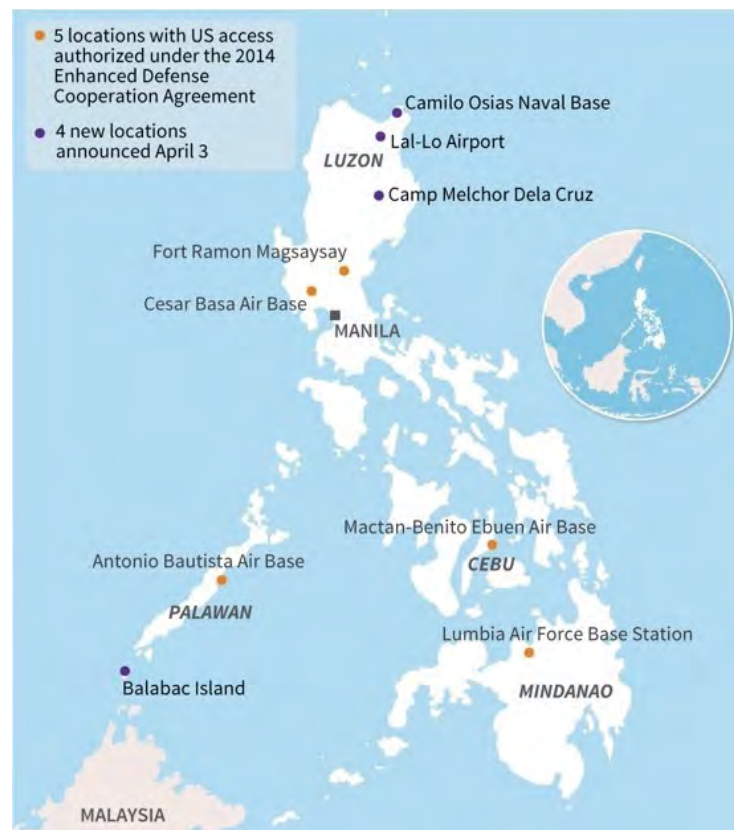 5 locations with US access
authorized under the 2014
Enhanced Defense
Cooperation Agreement
4 new locations
announced April 3
Camilo Osias Naval Base
Lal-Lo Airport
LUZON
Camp Melchor Dela Cruz
Fort Ramon Magsaysay
Cesar Basa Air Base
MANILA
Mactan-Benito Ebuen Air Base
CEBU
Antonio Bautista Air Base
PALAWAN
Lumbia Air Force Base Station
MINDANAO
Balabac Island
MALAYSIA